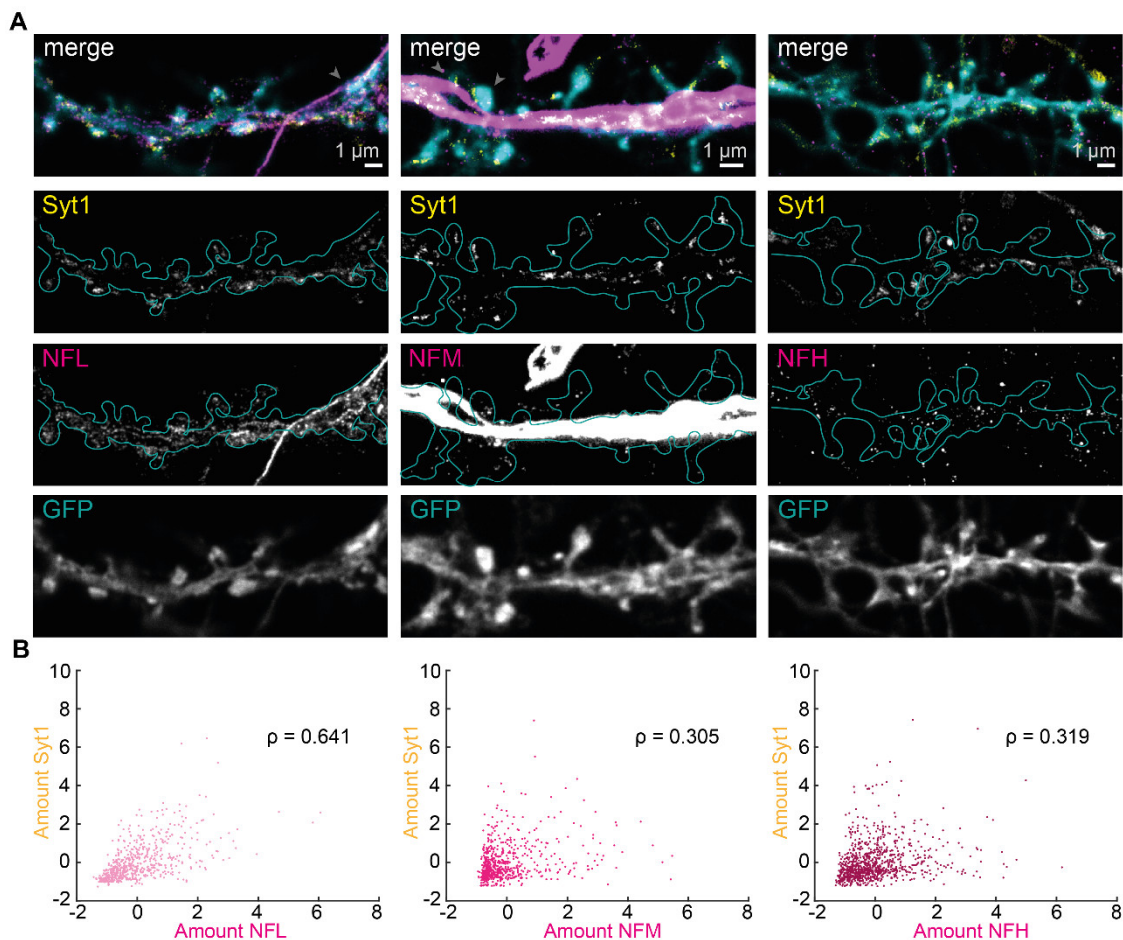 A
merge merge merge
1 µm 1 µm 1 µm
Syt1 Syt1 Syt1
NFL NFM NFH
GFP GFP GFP
B
10 10 10
8 8 8
ρ = 0.641 ρ = 0.305 ρ = 0.319
6 6 6
4 4 4
2 2 2
0 0 0
-2 -2 -2
Amount Syt1 Amount Syt1 Amount Syt1
-2 0 2 4 6 8 -2 0 2 4 6 8 -2 0 2 4 6 8
Amount NFL Amount NFM Amount NFH